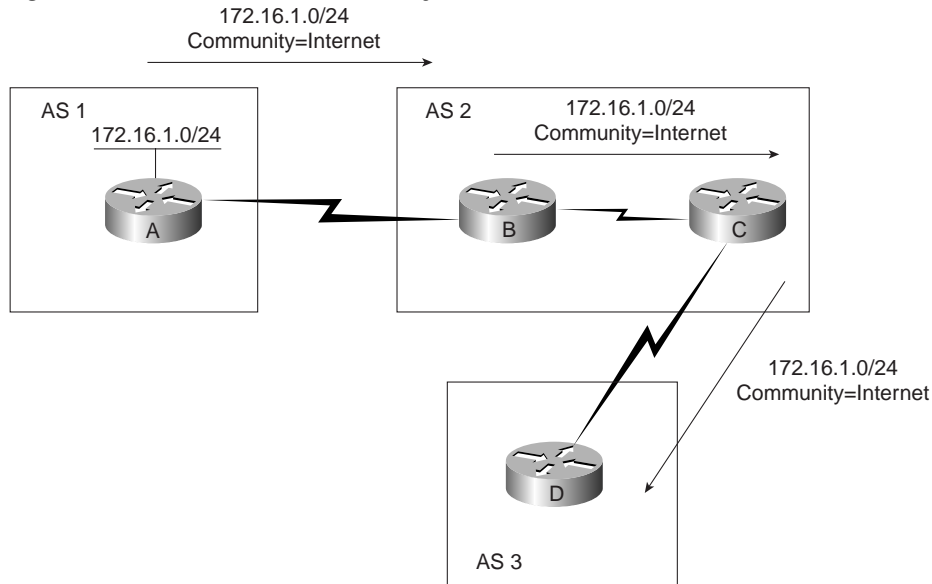 172.16.1.0/24
Community=Internet
AS 1
172.16.1.0/24
A
AS 2
172.16.1.0/24
Community=Internet
B
C
172.16.1.0/24
Community=Internet
D
AS 3